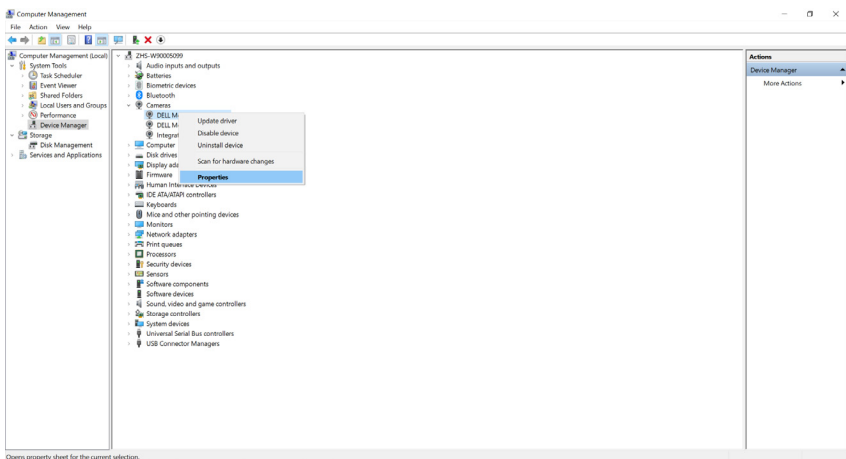 Computer Management
File Action View Help
Computer Management (Local)
System Tools
Task Scheduler
Event Viewer
Shared Folders
Local Users and Groups
Performance
Device Manager
Storage
Disk Management
Services and Applications
ZHS-W90005099
Audio inputs and outputs
Batteries
Biometric devices
Bluetooth
Cameras
DELL M
DELL M
Integrat
Computer
Disk drives
Display ada
Firmware
Human Interface Devices
IDE ATA/ATAPI controllers
Keyboards
Mice and other pointing devices
Monitors
Network adapters
Print queues
Processors
Security devices
Sensors
Software components
Software devices
Sound, video and game controllers
Storage controllers
System devices
Universal Serial Bus controllers
USB Connector Managers
Update driver
Disable device
Uninstall device
Scan for hardware changes
Properties
Actions
Device Manager
More Actions
Opens property sheet for the current selection.